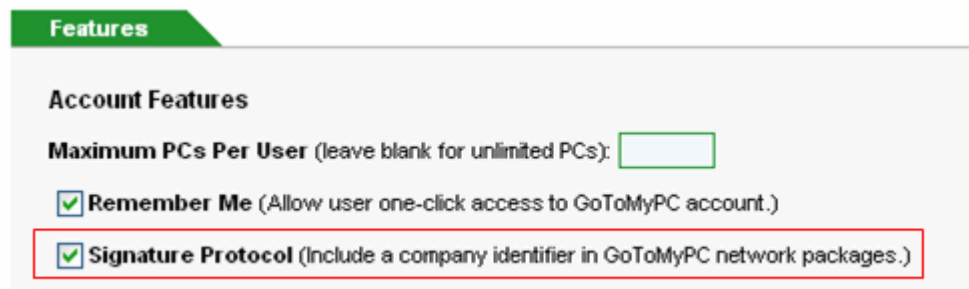 Features
Account Features
Maximum PCs Per User (leave blank for unlimited PCs):
Remember Me (Allow user one-click access to GoToMyPC account.)
Signature Protocol (Include a company identifier in GoToMyPC network packages.)